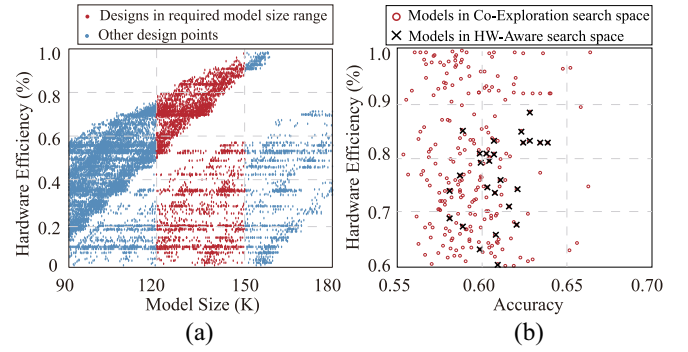 Designs in required model size range
Other design points
Hardware Efficiency (%)
1.0
0.8
0.6
0.4
0.2
0
90
120
150
180
Model Size (K)
(a)
Models in Co-Exploration search space
Models in HW-Aware search space
Hardware Efficiency (%)
1.0
0.9
0.8
0.7
0.6
0.55
0.60
0.65
0.70
Accuracy
(b)